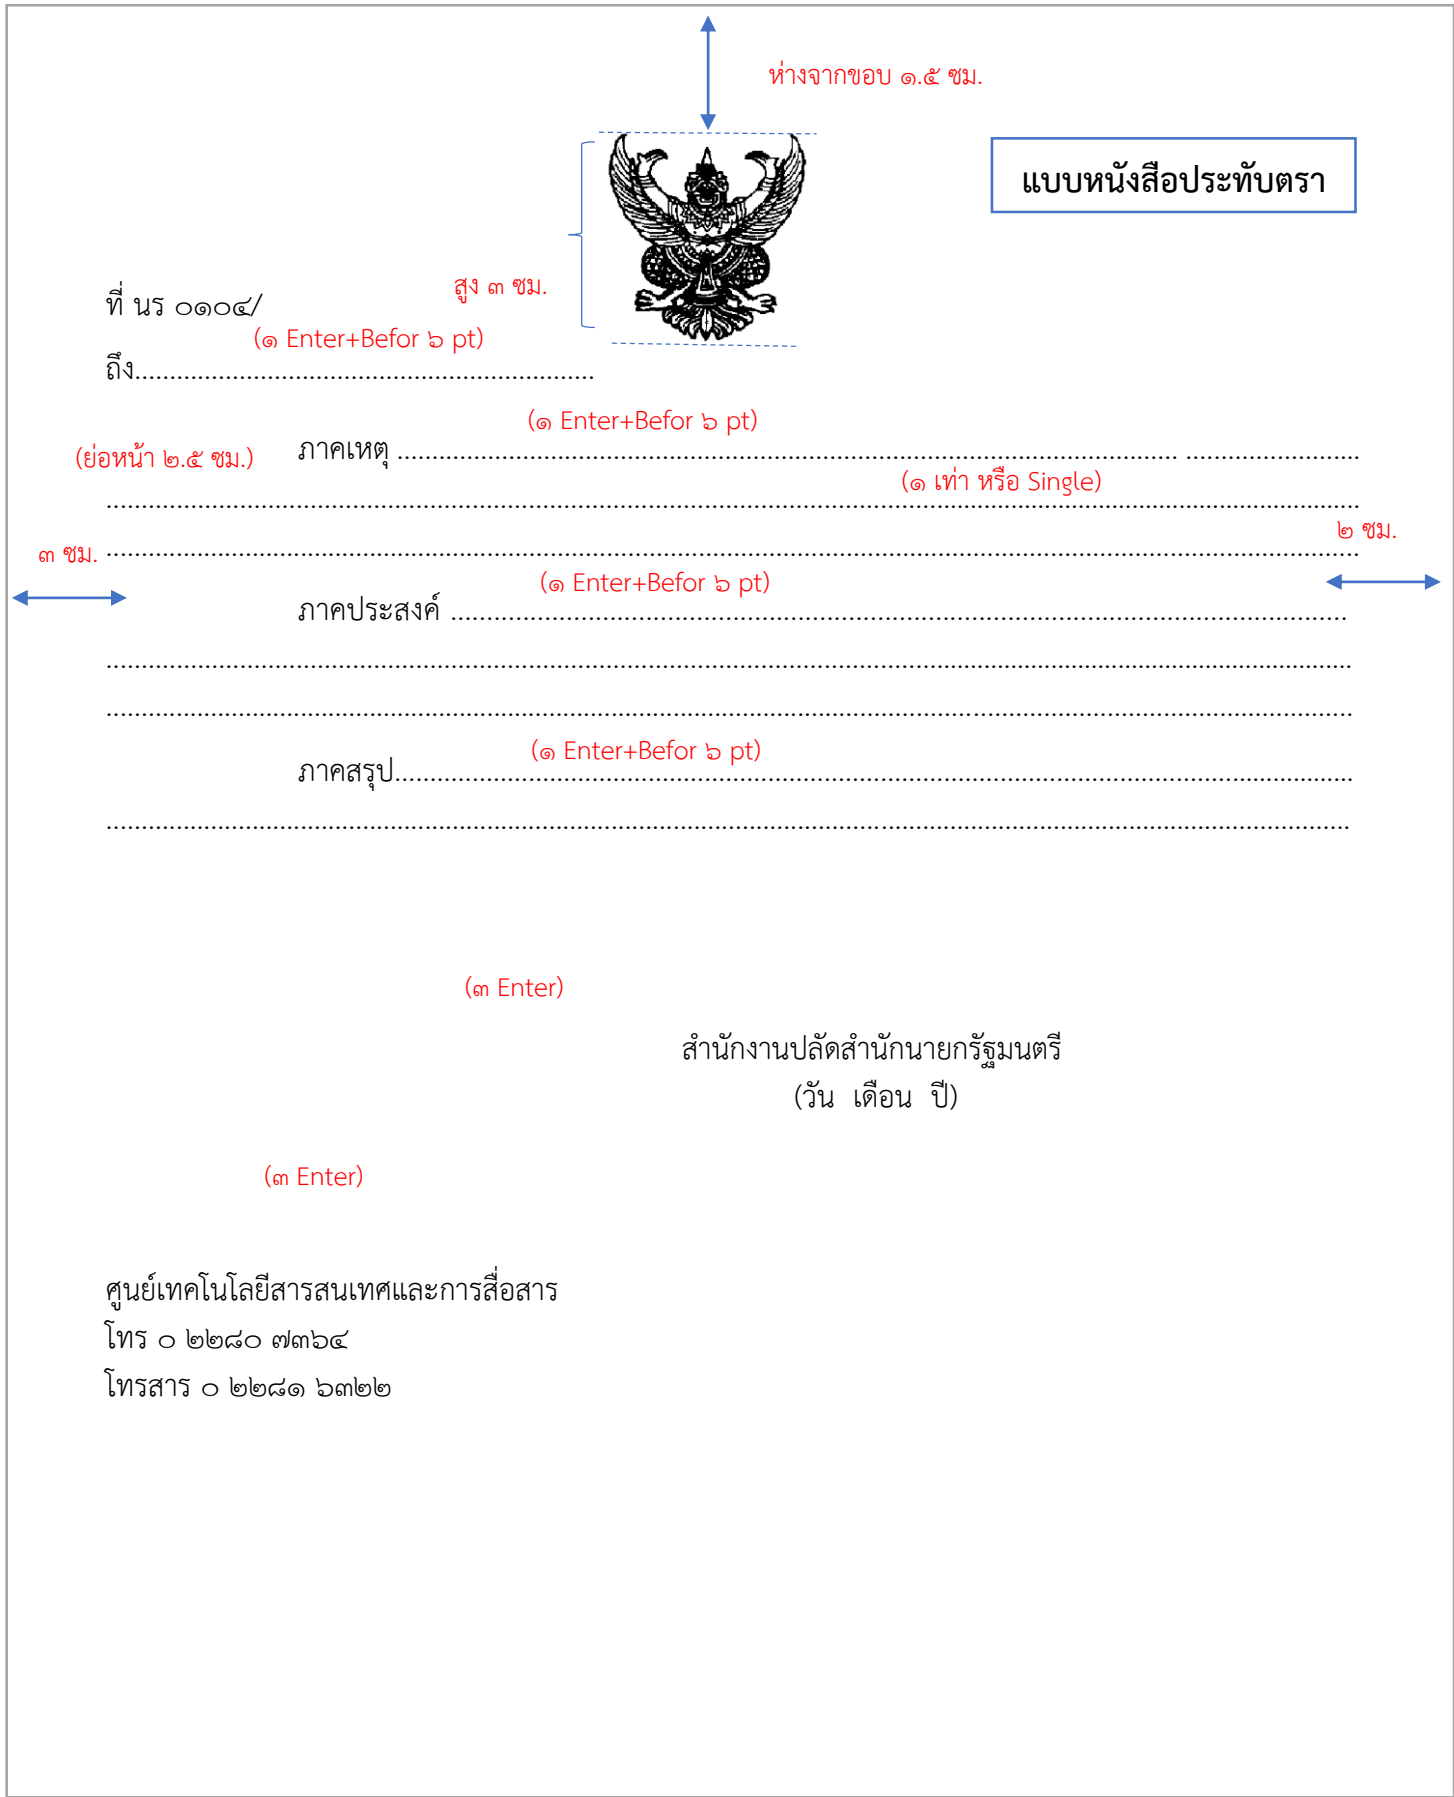 ห่างจากขอบ ๑.๕ ซม.
แบบหนังสือประทับตรา
สูง ๓ ซม.
ที่ นร ๐๑๐๔/
(๑ Enter+Befor ๖ pt)
ถึง..................................................................
(๑ Enter+Befor ๖ pt)
(ย่อหน้า ๒.๕ ซม.) ภาคเหตุ ................................................................................................................ .........................
(๑ เท่า หรือ Single)
....................................................................................................................................................................................
๒ ซม.
๓ ซม. ....................................................................................................................................................................................
(๑ Enter+Befor ๖ pt)
ภาคประสงค์ .................................................................................................................................
....................................................................................................................................................................................
....................................................................................................................................................................................
(๑ Enter+Befor ๖ pt)
ภาคสรุป..........................................................................................................................................
....................................................................................................................................................................................
(๓ Enter)
สำนักงานปลัดสำนักนายกรัฐมนตรี
(วัน เดือน ปี)
(๓ Enter)
ศูนย์เทคโนโลยีสารสนเทศและการสื่อสาร
โทร ๐ ๒๒๘๐ ๗๓๖๔
โทรสาร ๐ ๒๒๘๑ ๖๓๒๒